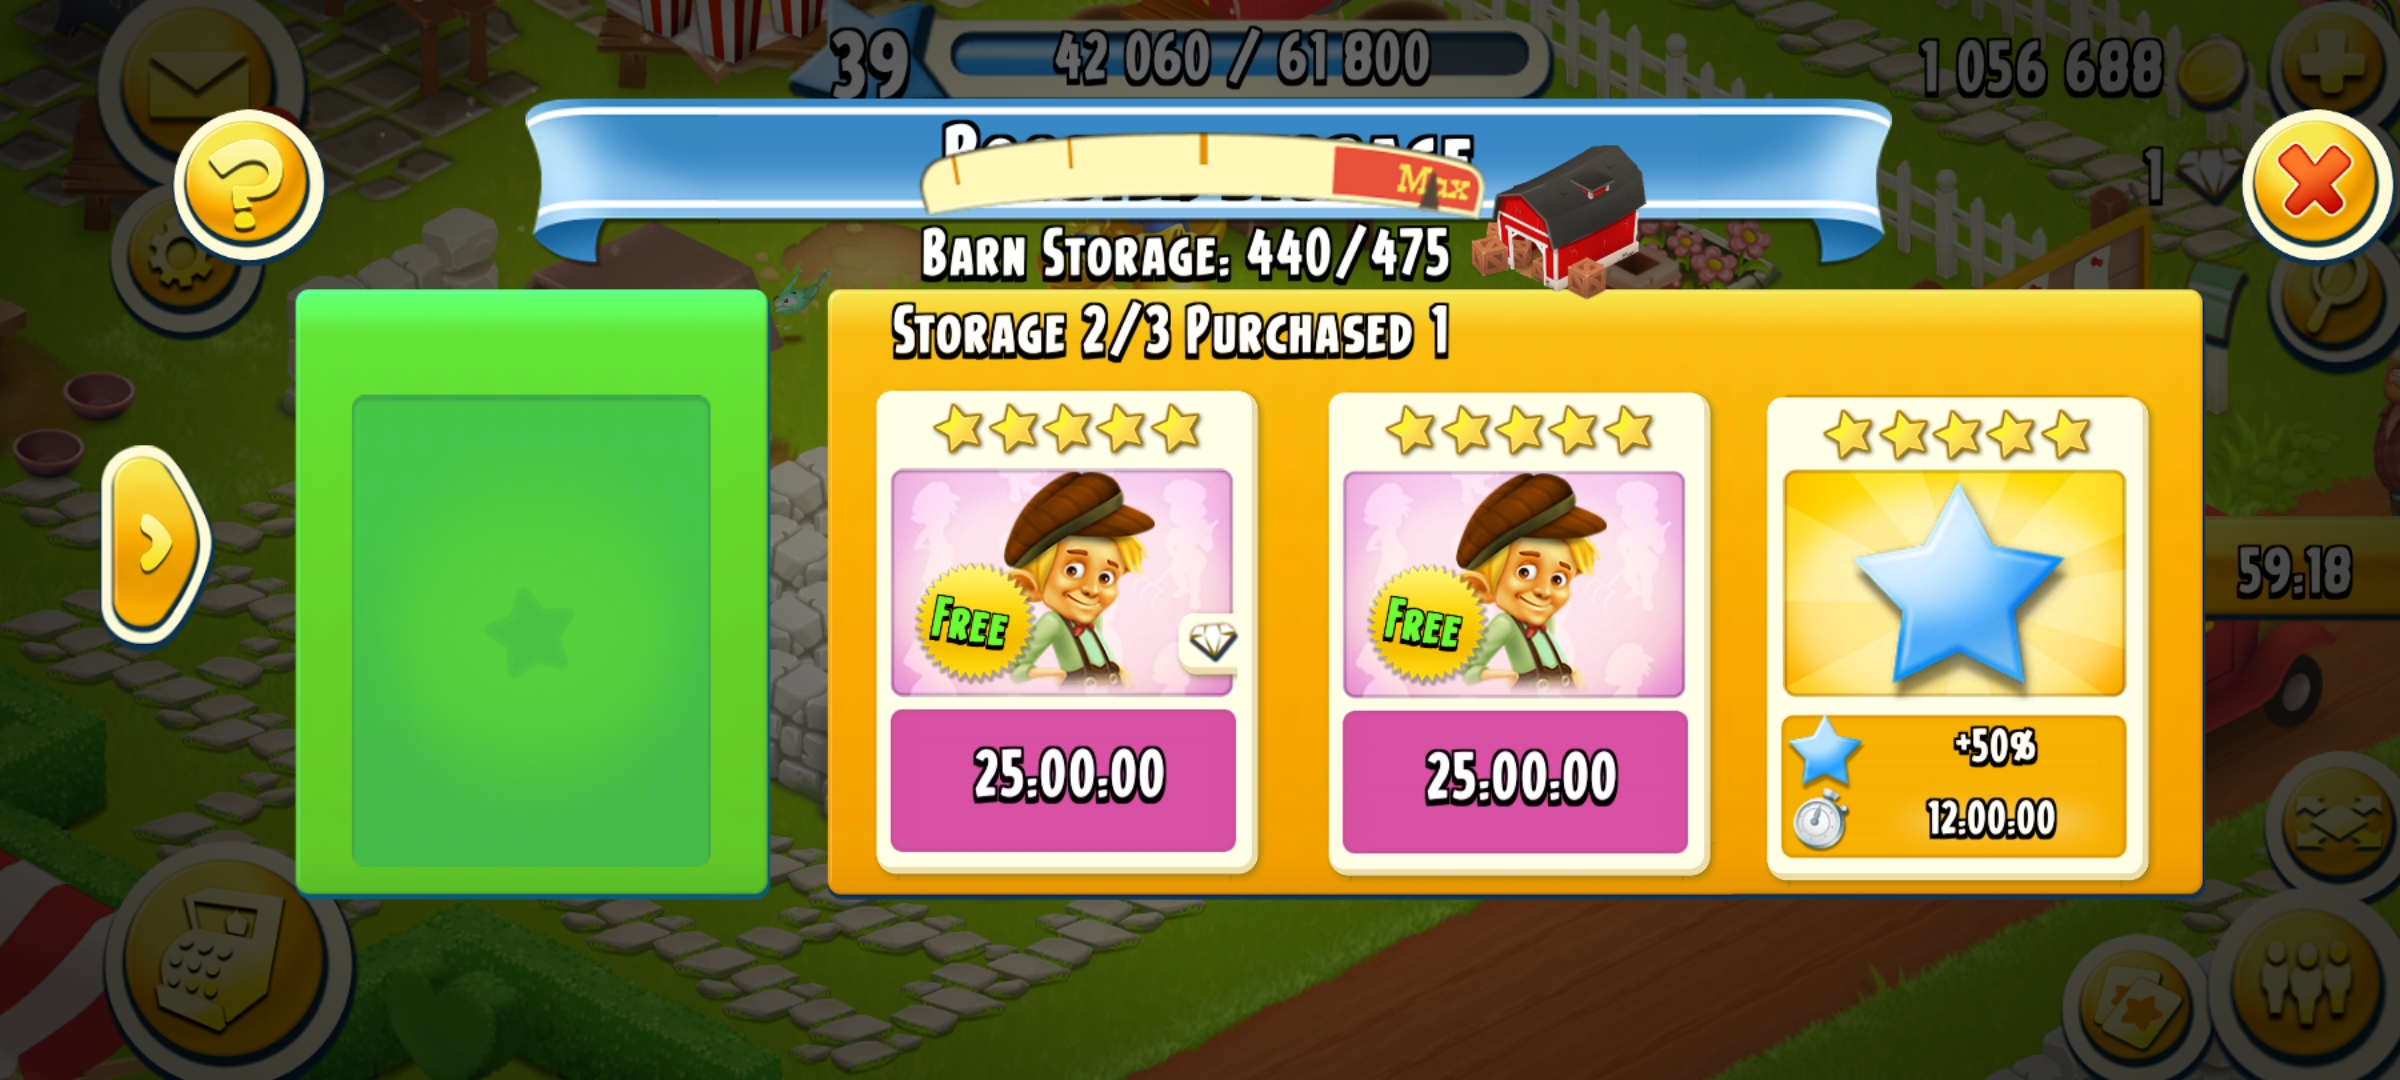 39
42 060 / 61 800
1 056 688
1
Max
Barn Storage: 440/475
Storage 2/3 Purchased 1
Free
25:00:00
Free
25:00:00
+50%
12:00:00
59:18